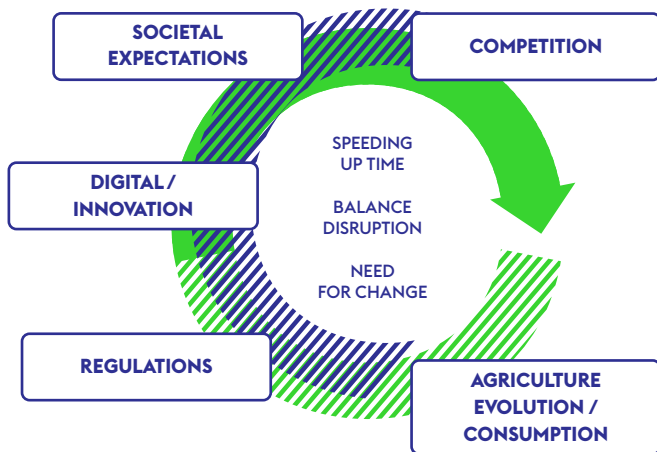 SOCIETAL
EXPECTATIONS
COMPETITION
SPEEDING
UP TIME
DIGITAL /
INNOVATION
BALANCE
DISRUPTION
NEED
FOR CHANGE
REGULATIONS
AGRICULTURE
EVOLUTION /
CONSUMPTION